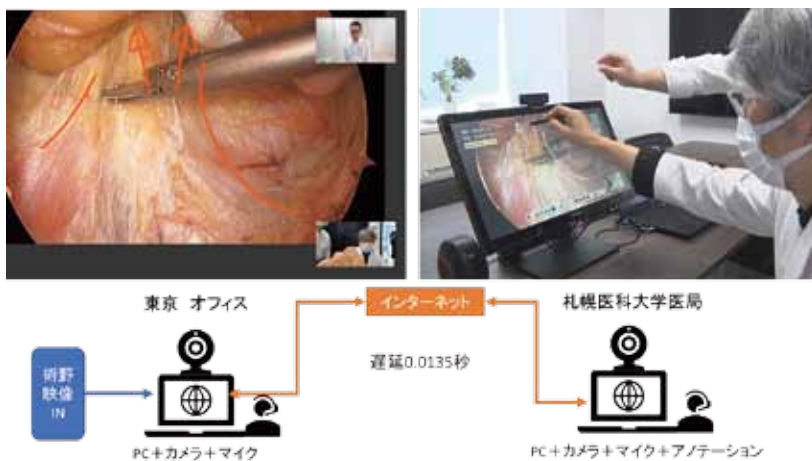 東京 オフィス
インターネット
札幌医科大学医局
遅延0.0135秒
術野
映像
IN
PC+カメラ+マイク
PC+カメラ+マイク+アノテーション